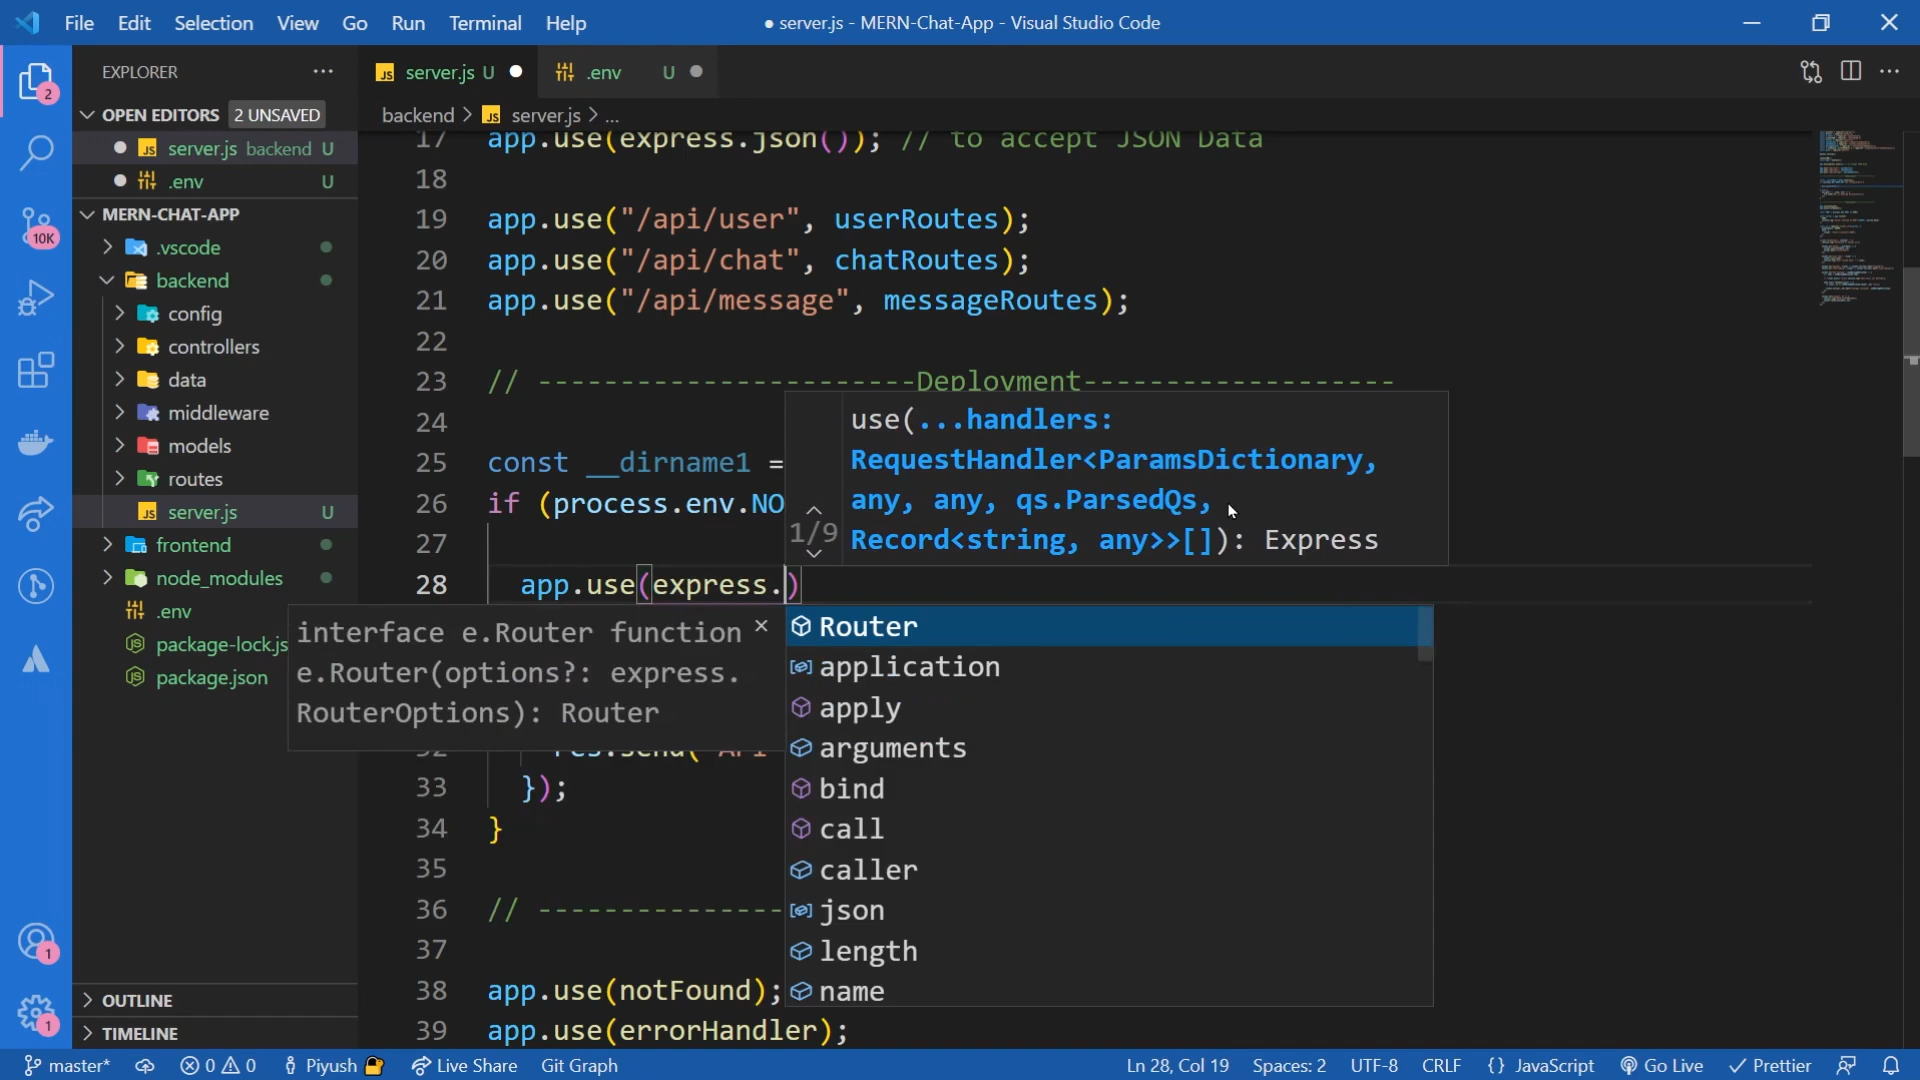 File Edit Selection View Go Run Terminal Help
● server.js - MERN-Chat-App - Visual Studio Code
EXPLORER
OPEN EDITORS 2 UNSAVED
server.js backend U
.env U
MERN-CHAT-APP
.vscode
backend
config
controllers
data
middleware
models
routes
server.js U
frontend
node_modules
.env
package-lock.js
package.json
OUTLINE
TIMELINE
2
10K
1
1
server.js U
.env U
backend > server.js > ...
17 app.use(express.json()); // to accept JSON Data
18
19 app.use("/api/user", userRoutes);
20 app.use("/api/chat", chatRoutes);
21 app.use("/api/message", messageRoutes);
22
23 // -----------------------Deployment-------------------
24
25 const __dirname1 =
26 if (process.env.NO
27
28 app.use(express.)
33 });
34 }
35
36 // ---------------
37
38 app.use(notFound);
39 app.use(errorHandler);
1/9
use(...handlers:
RequestHandler<ParamsDictionary,
any, any, qs.ParsedQs,
Record<string, any>>[]): Express
interface e.Router function
e.Router(options?: express.
RouterOptions): Router
Router
application
apply
arguments
bind
call
caller
json
length
name
master* 0 0 Piyush Live Share Git Graph
Ln 28, Col 19 Spaces: 2 UTF-8 CRLF {} JavaScript Go Live Prettier